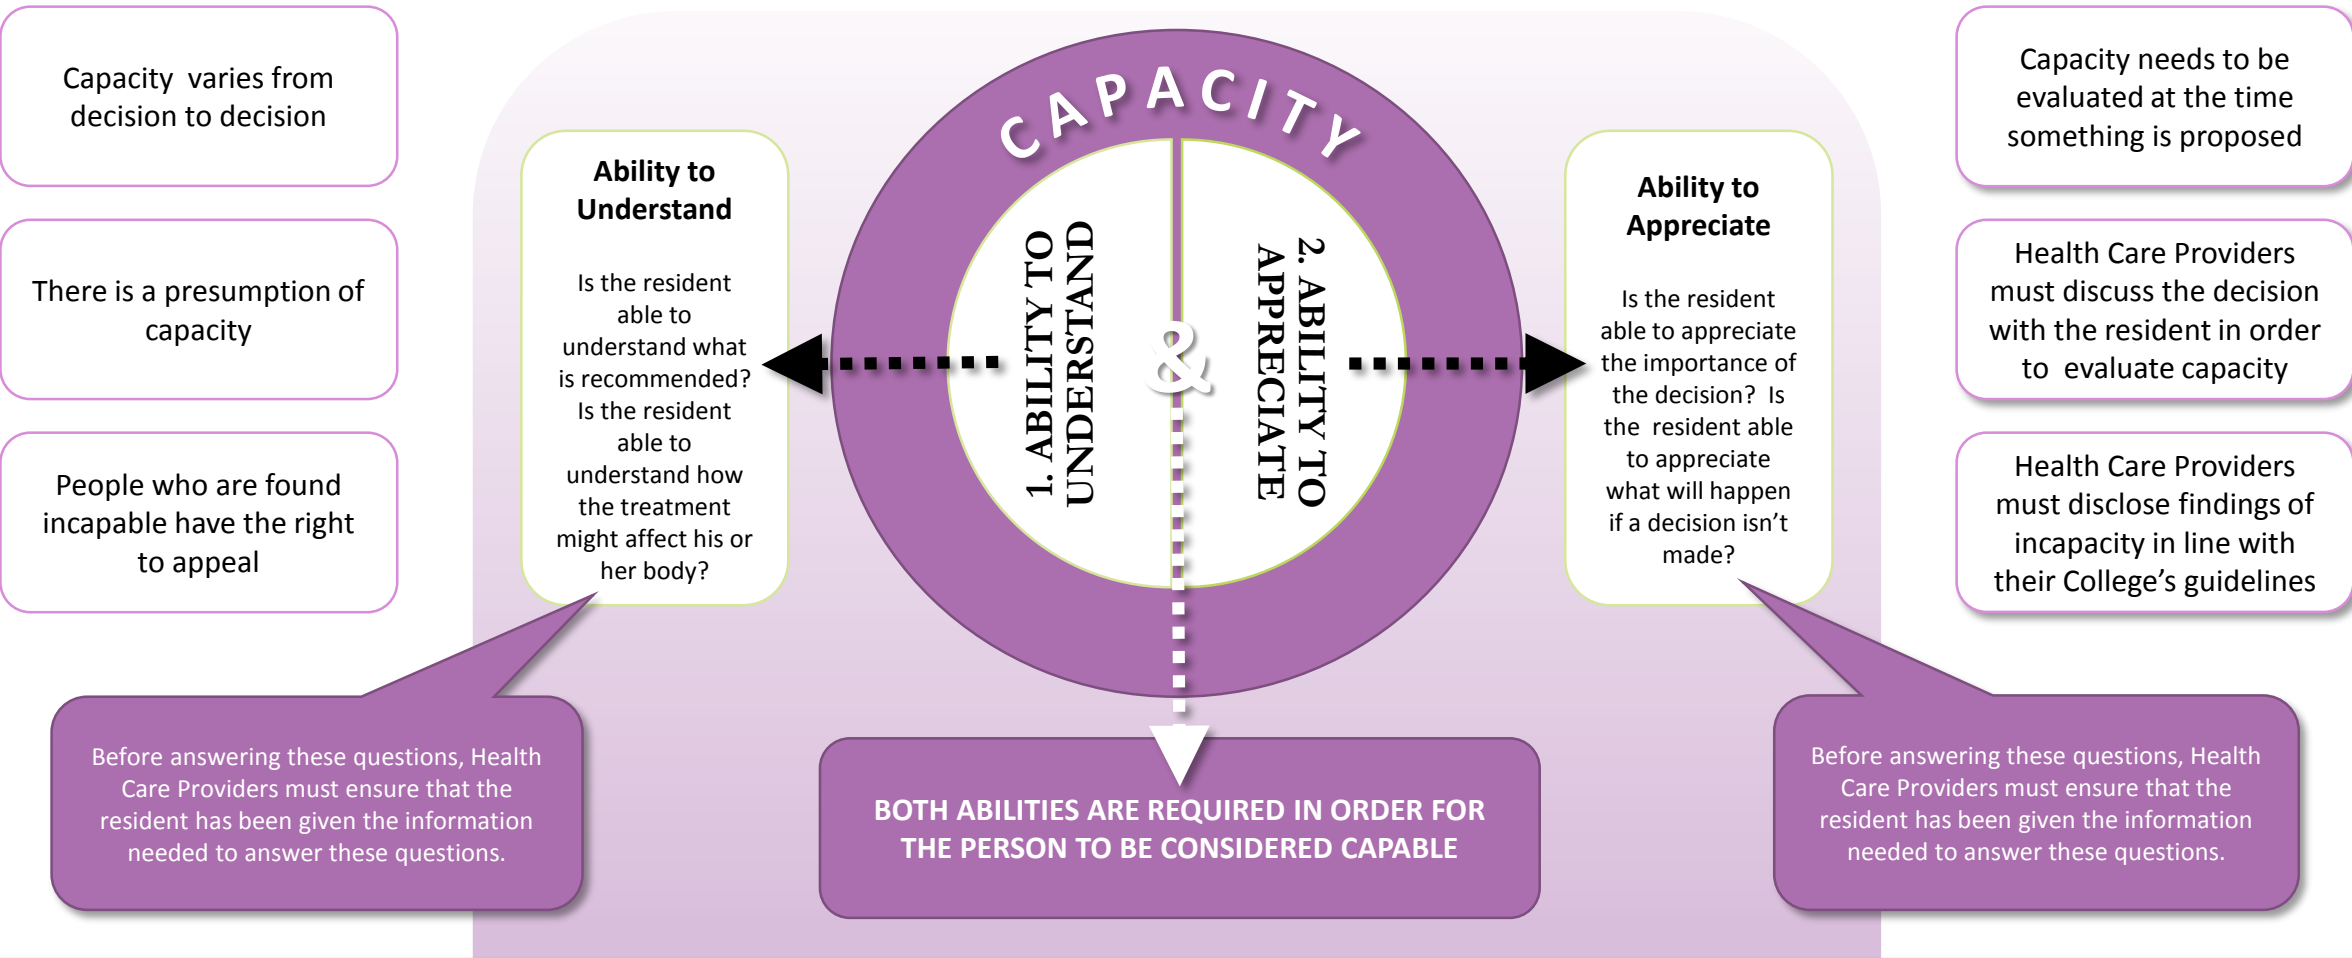 Capacity varies from
decision to decision
There is a presumption of
capacity
People who are found
incapable have the right
to appeal
Ability to
Understand
Is the resident
able to
understand what
is recommended?
Is the resident
able to
understand how
the treatment
might affect his or
her body?
Before answering these questions, Health
Care Providers must ensure that the
resident has been given the information
needed to answer these questions.
CAPACITY
1. ABILITY TO
UNDERSTAND
&
2. ABILITY TO
APPRECIATE
BOTH ABILITIES ARE REQUIRED IN ORDER FOR
THE PERSON TO BE CONSIDERED CAPABLE
Ability to
Appreciate
Is the resident
able to appreciate
the importance of
the decision? Is
the resident able
to appreciate
what will happen
if a decision isn’t
made?
Before answering these questions, Health
Care Providers must ensure that the
resident has been given the information
needed to answer these questions.
Capacity needs to be
evaluated at the time
something is proposed
Health Care Providers
must discuss the decision
with the resident in order
to evaluate capacity
Health Care Providers
must disclose findings of
incapacity in line with
their College’s guidelines